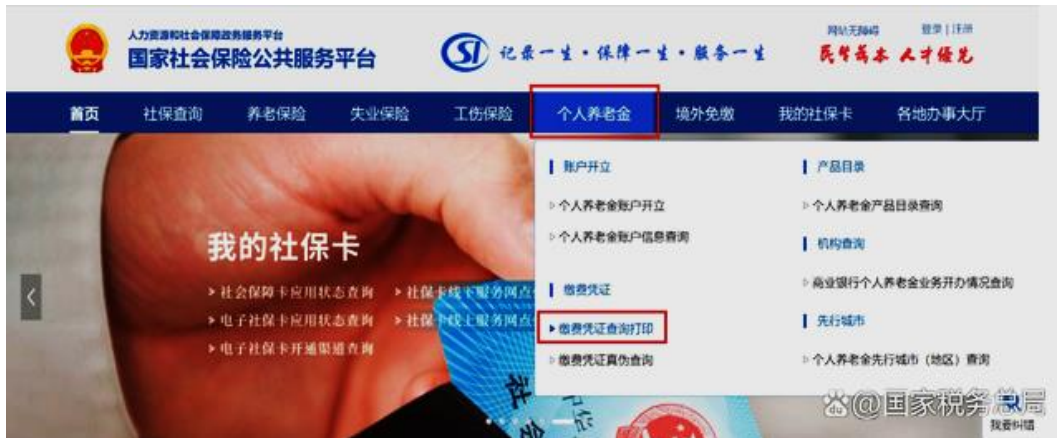 人力资源和社会保障政务服务平台
国家社会保险公共服务平台
SI 记录一生·保障一生·服务一生
网站无障碍 登录 | 注册
民生为本 人才优先
首页 社保查询 养老保险 失业保险 工伤保险 个人养老金 境外免缴 我的社保卡 各地办事大厅
账户开立
个人养老金账户开立
个人养老金账户信息查询
缴费凭证
缴费凭证查询打印
缴费凭证真伪查询
产品目录
个人养老金产品目录查询
机构查询
商业银行个人养老金业务开办情况查询
先行城市
个人养老金先行城市（地区）查询
我的社保卡
社会保障卡应用状态查询 社保卡线下服务网点
电子社保卡应用状态查询 社保卡线上服务网点
电子社保卡开通渠道查询
社会
du @国家税务总局
我要纠错